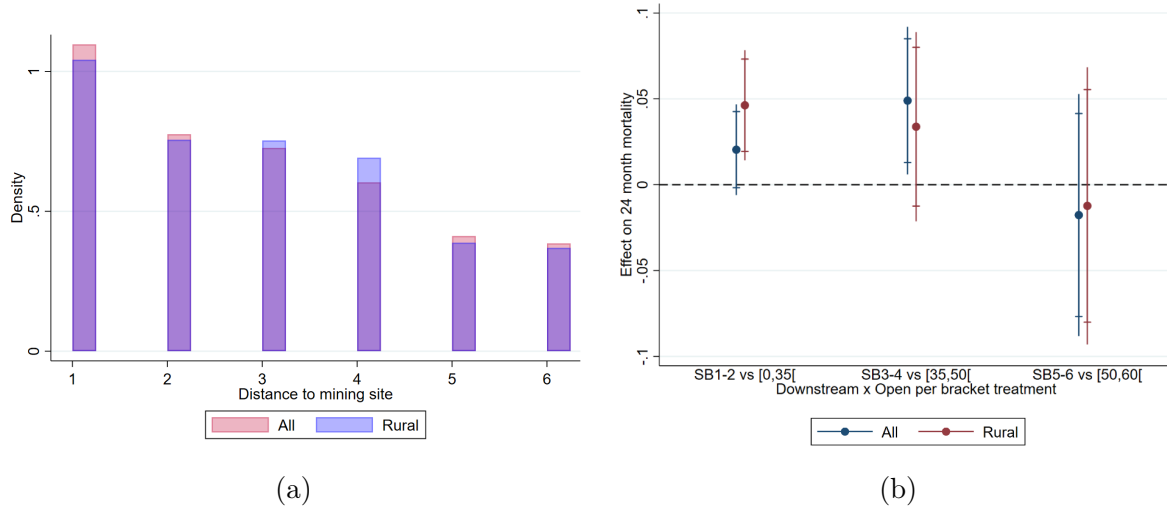 1
.5
0
Density
1 2 3 4 5 6
Distance to mining site
All Rural
(a)
.1
.05
0
-.05
-.1
Effect on 24 month mortality
SB1-2 vs [0,35[ SB3-4 vs [35,50[ SB5-6 vs [50,60[
Downstream x Open per bracket treatment
All Rural
(b)